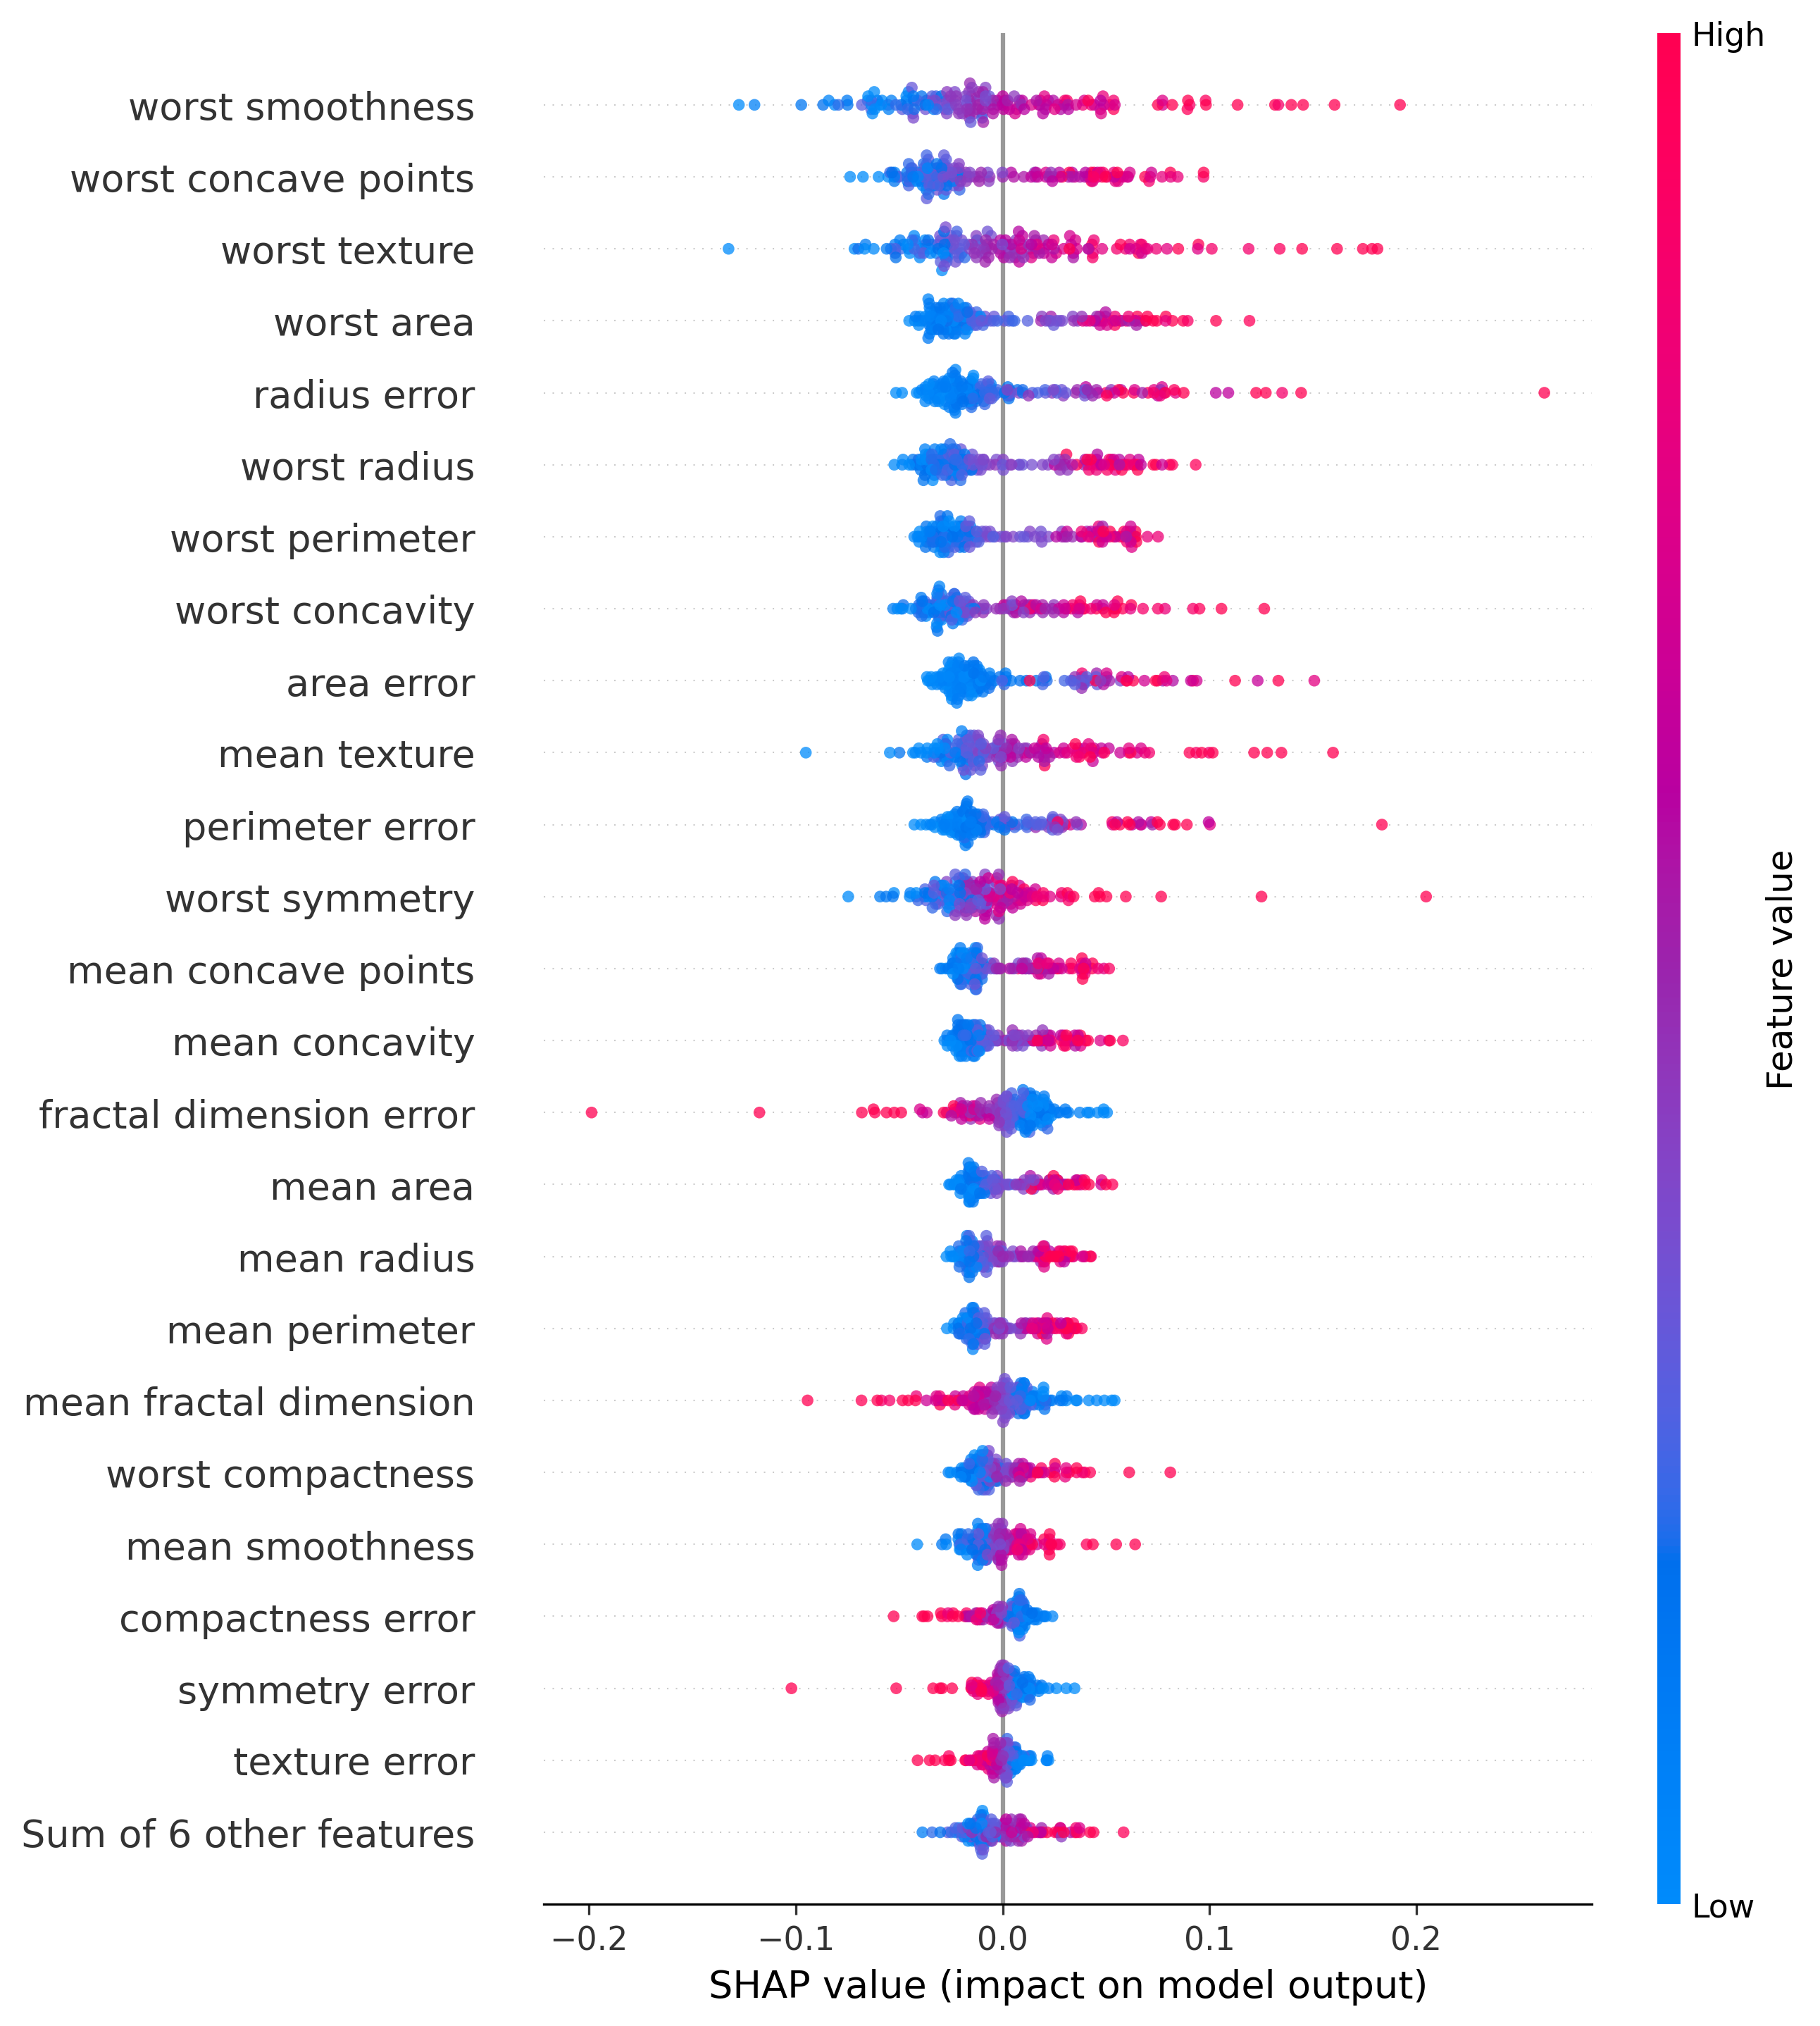 High
worst smoothness
worst concave points
worst texture
worst area
radius error
worst radius
worst perimeter
worst concavity
area error
mean texture
perimeter error
worst symmetry
mean concave points
mean concavity
fractal dimension error
mean area
mean radius
mean perimeter
mean fractal dimension
worst compactness
mean smoothness
compactness error
symmetry error
texture error
Sum of 6 other features
Feature value
Low
−0.2 −0.1 0.0 0.1 0.2
SHAP value (impact on model output)